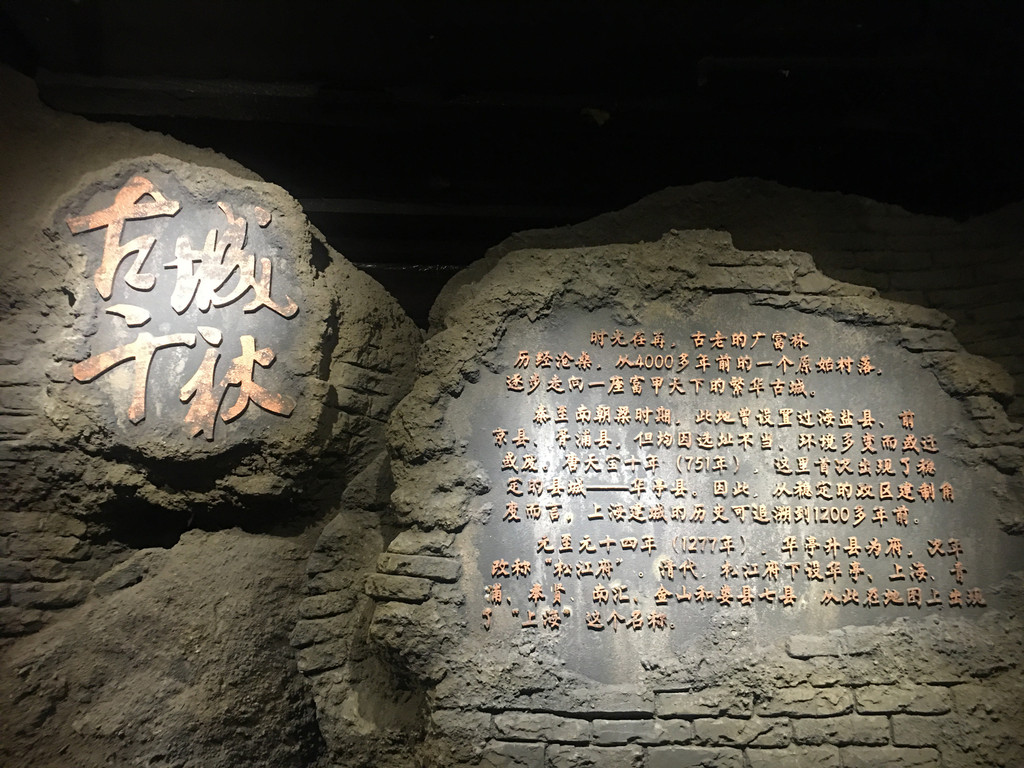 古城
千秋
时光荏苒，古老的广富林
历经沧桑，从4000多年前的一个原始村落，
逐步走向一座富甲天下的繁华古城。
秦至南朝梁时期，此地曾设置过海盐县、前
京县、胥浦县，但均因选址不当、环境多变而或迁
或废。唐天宝十年（751年），这里首次出现了稳
定的县城——华亭县。因此，从稳定的政区建制角
度而言，上海建城的历史可追溯到1200多年前。
元至元十四年（1277年），华亭升县为府，次年
改称“松江府”。清代，松江府下设华亭、上海、青
浦、奉贤、南汇、金山和娄县七县，从此在地图上出现
了“上海”这个名称。